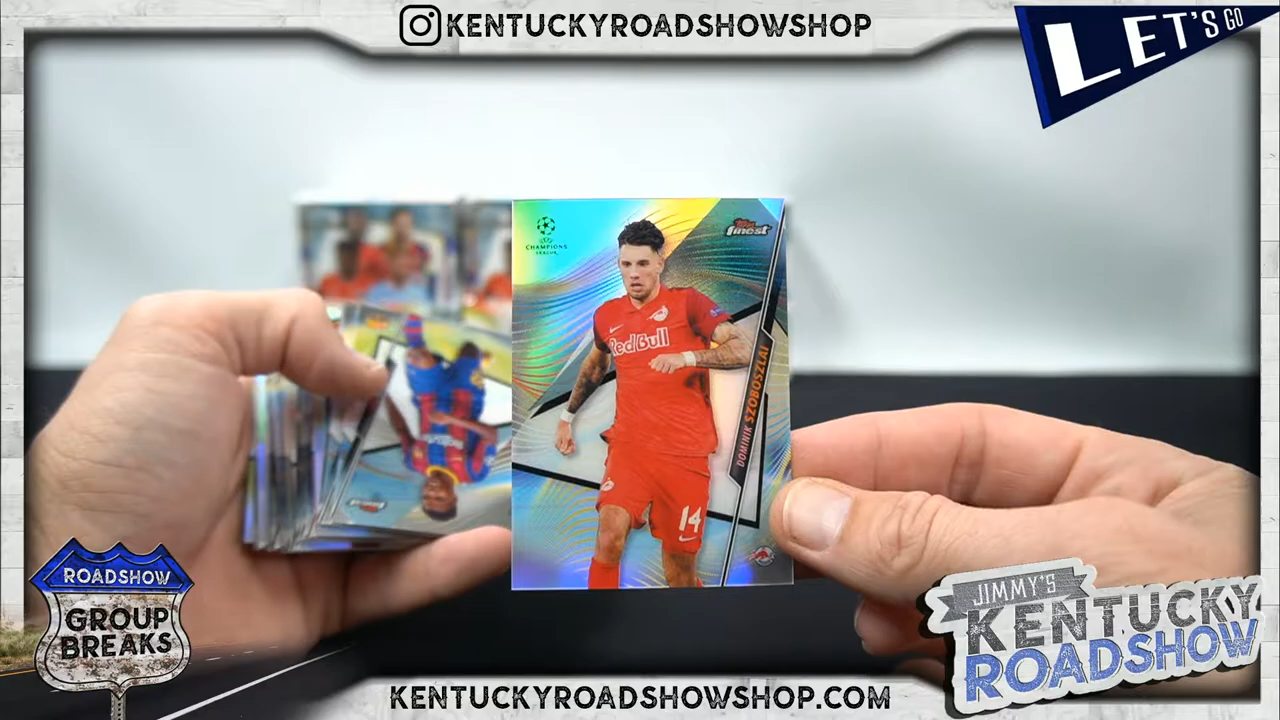 KENTUCKYROADSHOWSHOP
LET'S GO
UEFA
CHAMPIONS
LEAGUE
Topps
finest
Red Bull
DOMINIK SZOBOSZLAI
14
ROADSHOW
GROUP
BREAKS
JIMMY'S
KENTUCKY
ROADSHOW
KENTUCKYROADSHOWSHOP.COM